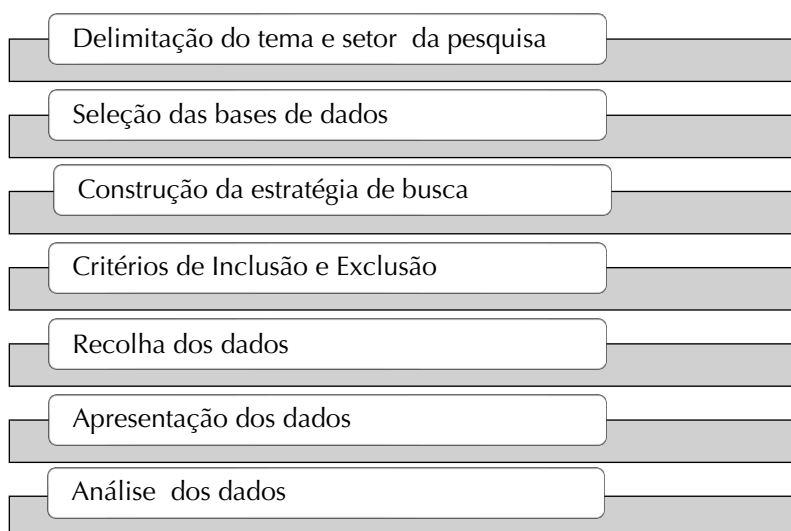 Delimitação do tema e setor da pesquisa
Seleção das bases de dados
Construção da estratégia de busca
Critérios de Inclusão e Exclusão
Recolha dos dados
Apresentação dos dados
Análise dos dados